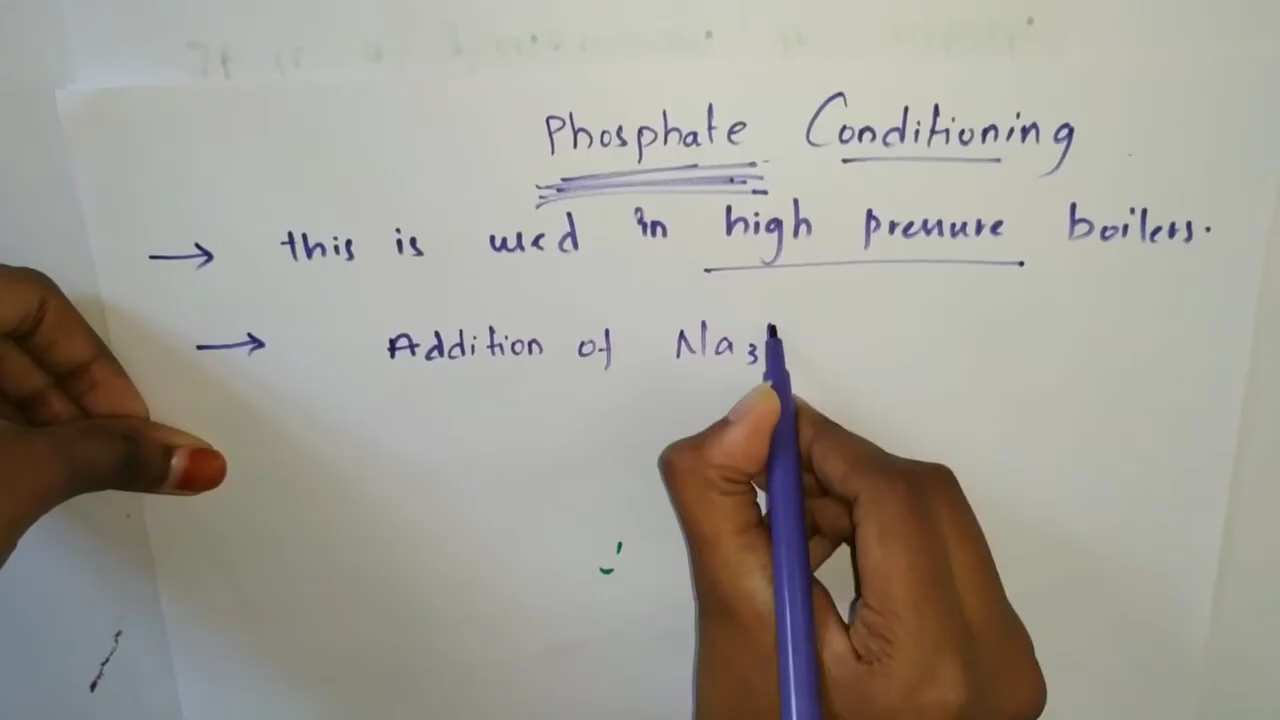 Phosphate Conditioning
→ this is used in high pressure boilers.
→ Addition of Na₃